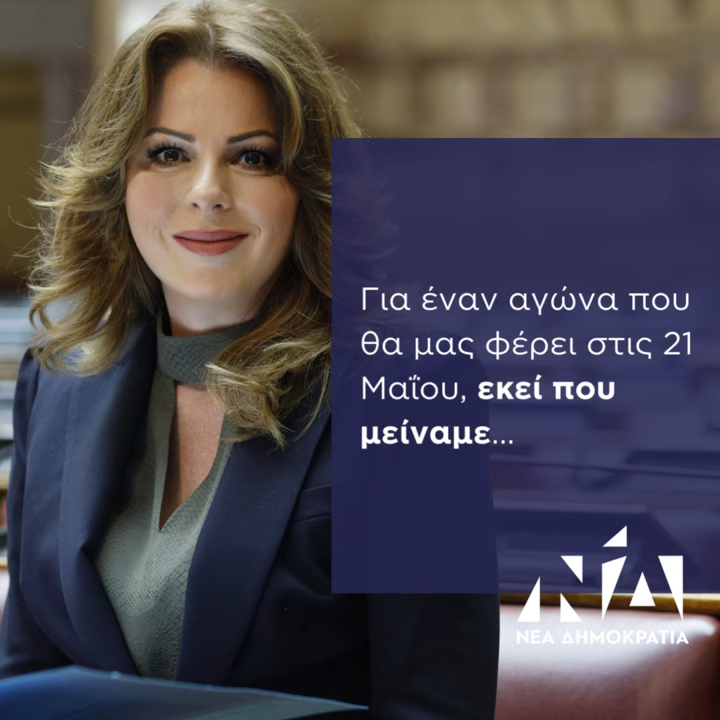 Για έναν αγώνα που
θα μας φέρει στις 21
Μαΐου, εκεί που
μείναμε...
ΝΔ
ΝΕΑ ΔΗΜΟΚΡΑΤΙΑ